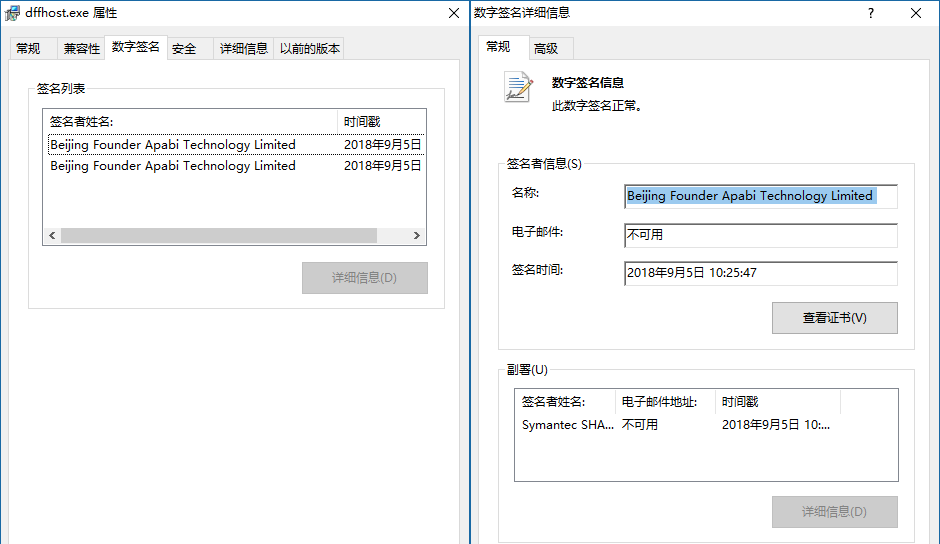 dffhost.exe 属性
常规 兼容性 数字签名 安全 详细信息 以前的版本
签名列表
签名者姓名: 时间戳
Beijing Founder Apabi Technology Limited 2018年9月5日
Beijing Founder Apabi Technology Limited 2018年9月5日
详细信息(D)
数字签名详细信息 ?
常规 高级
数字签名信息
此数字签名正常。
签名者信息(S)
名称: Beijing Founder Apabi Technology Limited
电子邮件: 不可用
签名时间: 2018年9月5日 10:25:47
查看证书(V)
副署(U)
签名者姓名: 电子邮件地址: 时间戳
Symantec SHA... 不可用 2018年9月5日 10:...
详细信息(D)